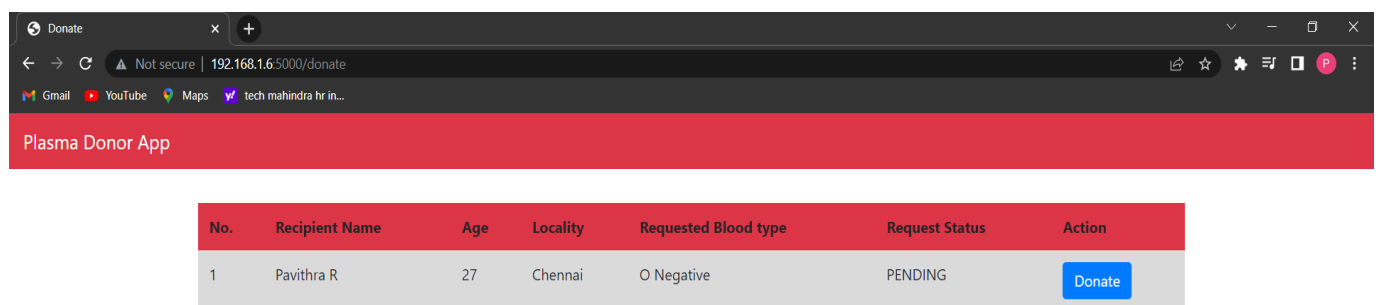 Donate
Not secure | 192.168.1.6:5000/donate
Gmail YouTube Maps y! tech mahindra hr in...
P
Plasma Donor App
No. Recipient Name Age Locality Requested Blood type Request Status Action
1 Pavithra R 27 Chennai O Negative PENDING Donate